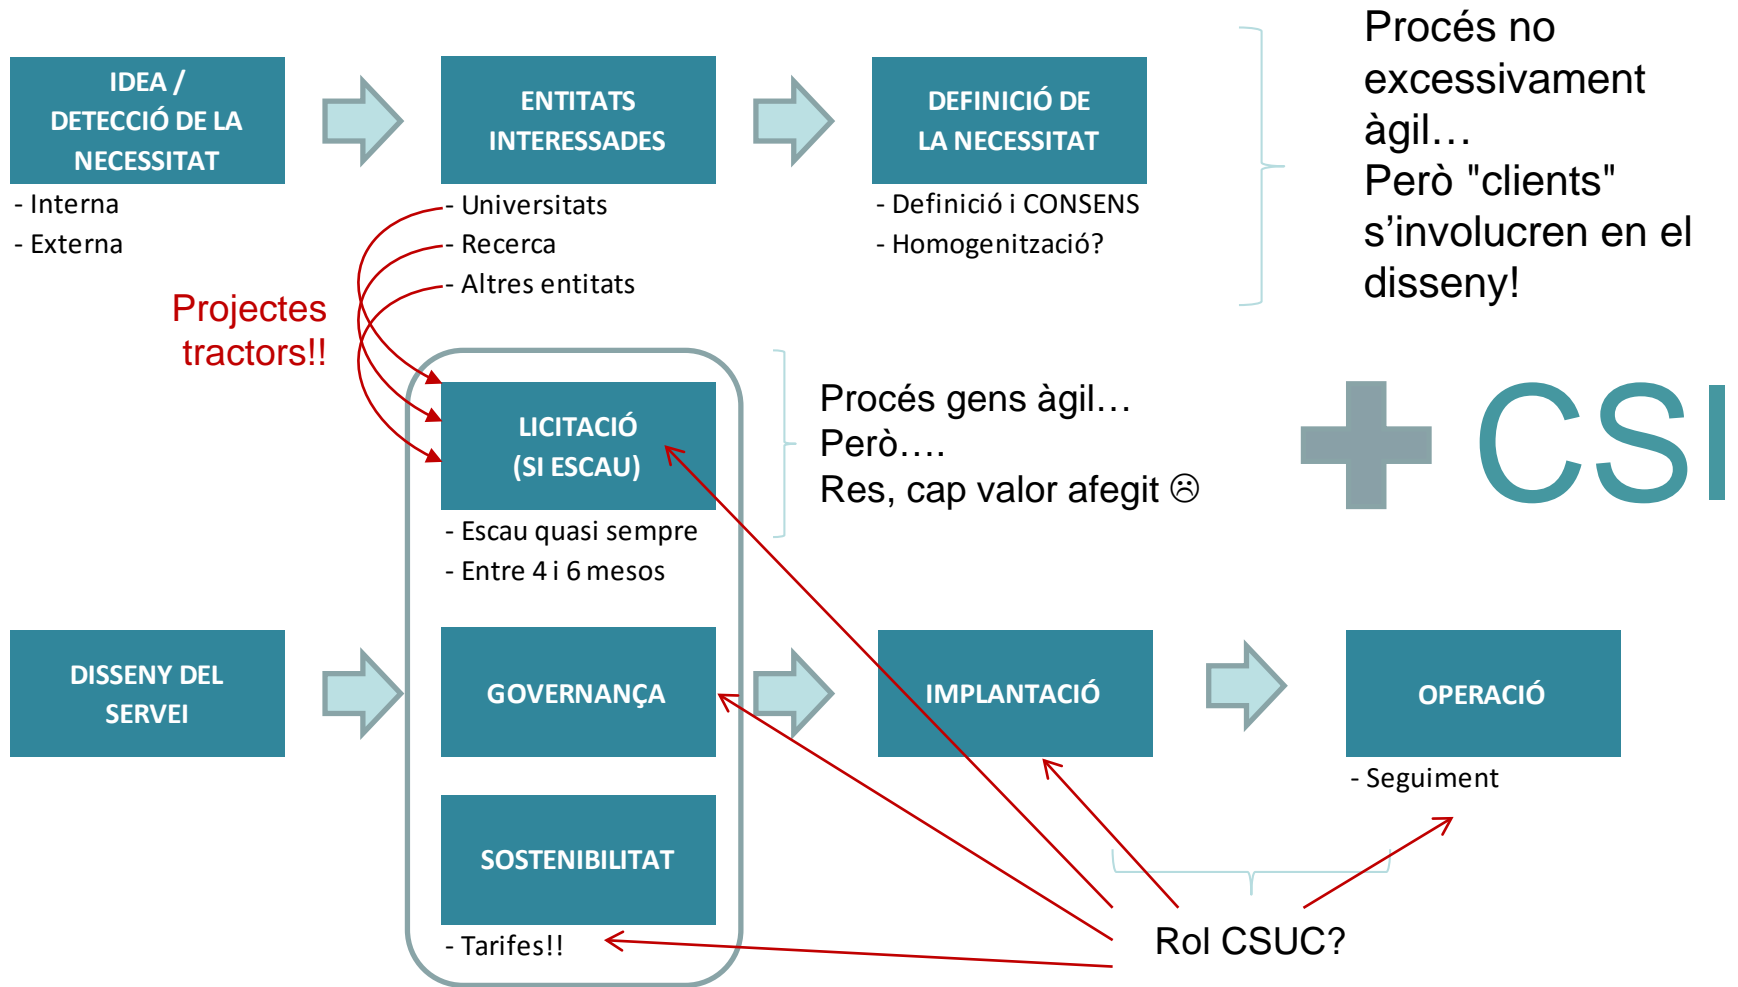 IDEA /
DETECCIÓ DE LA
NECESSITAT
- Interna
- Externa
ENTITATS
INTERESSADES
- Universitats
- Recerca
- Altres entitats
DEFINICIÓ DE
LA NECESSITAT
- Definició i CONSENS
- Homogenització?
Procés no
excessivament
àgil…
Però "clients"
s’involucren en el
disseny!
Projectes
tractors!!
LICITACIÓ
(SI ESCAU)
- Escau quasi sempre
- Entre 4 i 6 mesos
Procés gens àgil…
Però….
Res, cap valor afegit ☹
CSI
DISSENY DEL
SERVEI
GOVERNANÇA
IMPLANTACIÓ
OPERACIÓ
- Seguiment
SOSTENIBILITAT
- Tarifes!!
Rol CSUC?